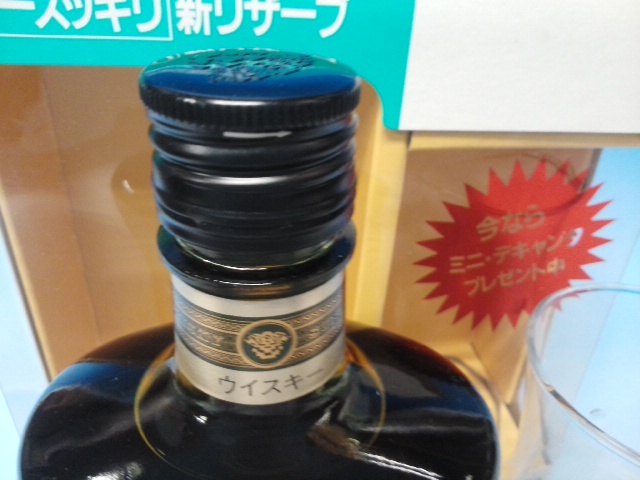 ースッキリ 新リザーブ
今なら
ミニ・デキャンタ
プレゼント中
ウイスキー